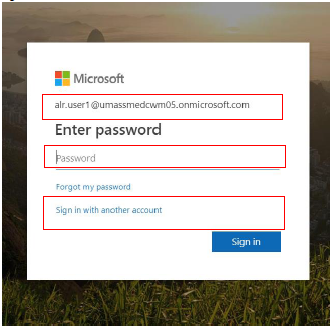 Microsoft
alr.user1@umassmedcwm05.onmicrosoft.com
Enter password
Password
Forgot my password
Sign in with another account
Sign in